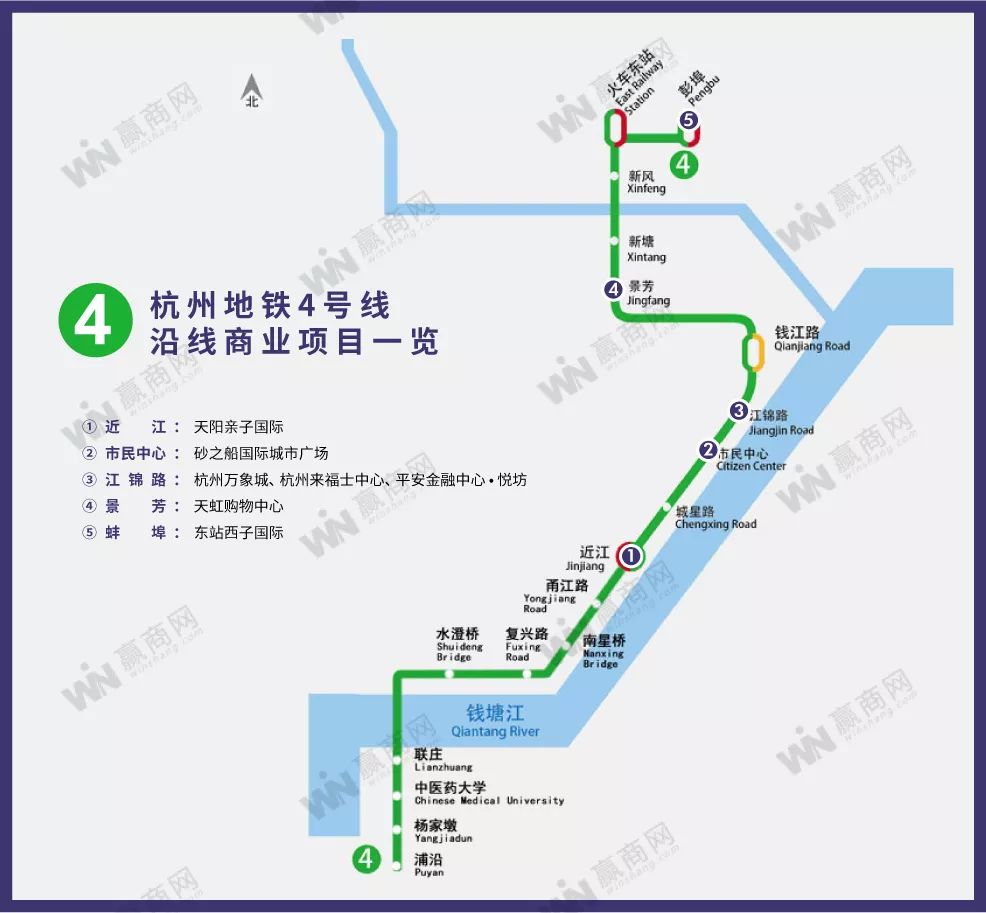 火车东站
East Railway
Station
彭埠
Pengbu
5
4
北
新风
Xinfeng
新塘
Xintang
4
景芳
Jingfang
4
杭州地铁4号线
沿线商业项目一览
钱江路
Qianjiang Road
3
江锦路
Jiangjin Road
2
市民中心
Citizen Center
① 近江： 天阳亲子国际
② 市民中心： 砂之船国际城市广场
③ 江锦路： 杭州万象城、杭州来福士中心、平安金融中心•悦坊
④ 景芳： 天虹购物中心
⑤ 蚌埠： 东站西子国际
城星路
Chengxing Road
近江
Jinjiang
1
甬江路
Yongjiang
Road
水澄桥
Shuideng
Bridge
复兴路
Fuxing
Road
南星桥
Nanxing
Bridge
钱塘江
Qiantang River
联庄
Lianzhuang
中医药大学
Chinese Medical University
杨家墩
Yangjiadun
4
浦沿
Puyan
WIN 赢商网
winshang.com